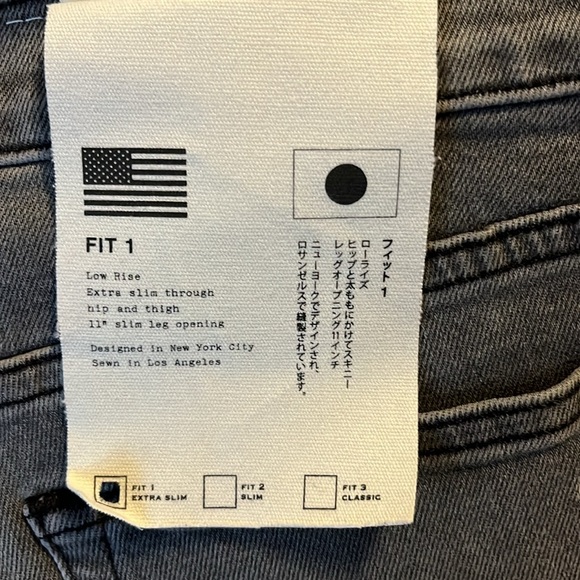 FIT 1
Low Rise
Extra slim through
hip and thigh
11" slim leg opening
Designed in New York City
Sewn in Los Angeles
フィット 1
ローライズ
ヒップと太ももにかけてスキニー
レッグオープニング11インチ
ニューヨークでデザインされ、
ロサンゼルスで縫製されています。
FIT 1
EXTRA SLIM
FIT 2
SLIM
FIT 3
CLASSIC